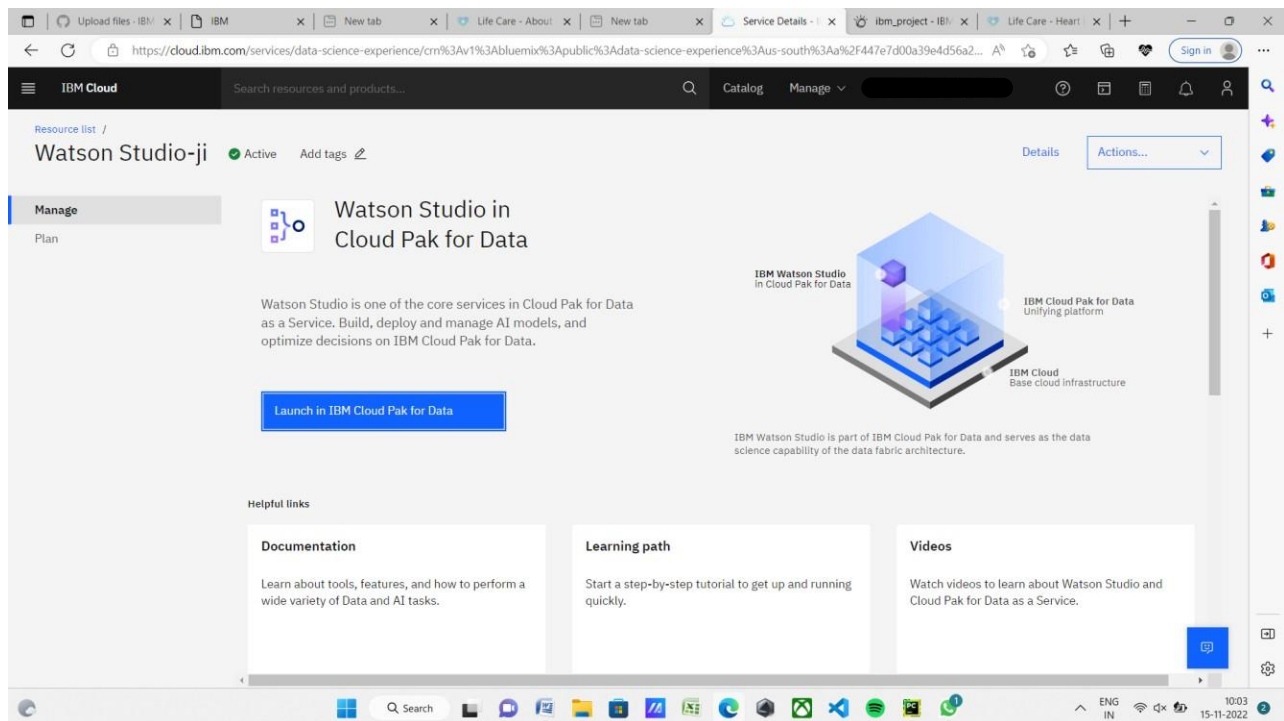 Upload files · IBM
IBM
New tab
Life Care - About
New tab
Service Details - I
ibm_project - IBM
Life Care - Heart
https://cloud.ibm.com/services/data-science-experience/crn%3Av1%3Abluemix%3Apublic%3Adata-science-experience%3Aus-south%3Aa%2F447e7d00a39e4d56a2...
Sign in
IBM Cloud
Search resources and products...
Catalog
Manage
Resource list /
Watson Studio-ji
Active
Add tags
Details
Actions...
Manage
Plan
Watson Studio in
Cloud Pak for Data
Watson Studio is one of the core services in Cloud Pak for Data
as a Service. Build, deploy and manage AI models, and
optimize decisions on IBM Cloud Pak for Data.
Launch in IBM Cloud Pak for Data
IBM Watson Studio
in Cloud Pak for Data
IBM Cloud Pak for Data
Unifying platform
IBM Cloud
Base cloud infrastructure
IBM Watson Studio is part of IBM Cloud Pak for Data and serves as the data
science capability of the data fabric architecture.
Helpful links
Documentation
Learn about tools, features, and how to perform a
wide variety of Data and AI tasks.
Learning path
Start a step-by-step tutorial to get up and running
quickly.
Videos
Watch videos to learn about Watson Studio and
Cloud Pak for Data as a Service.
Search
ENG
IN
10:03
15-11-2022
2